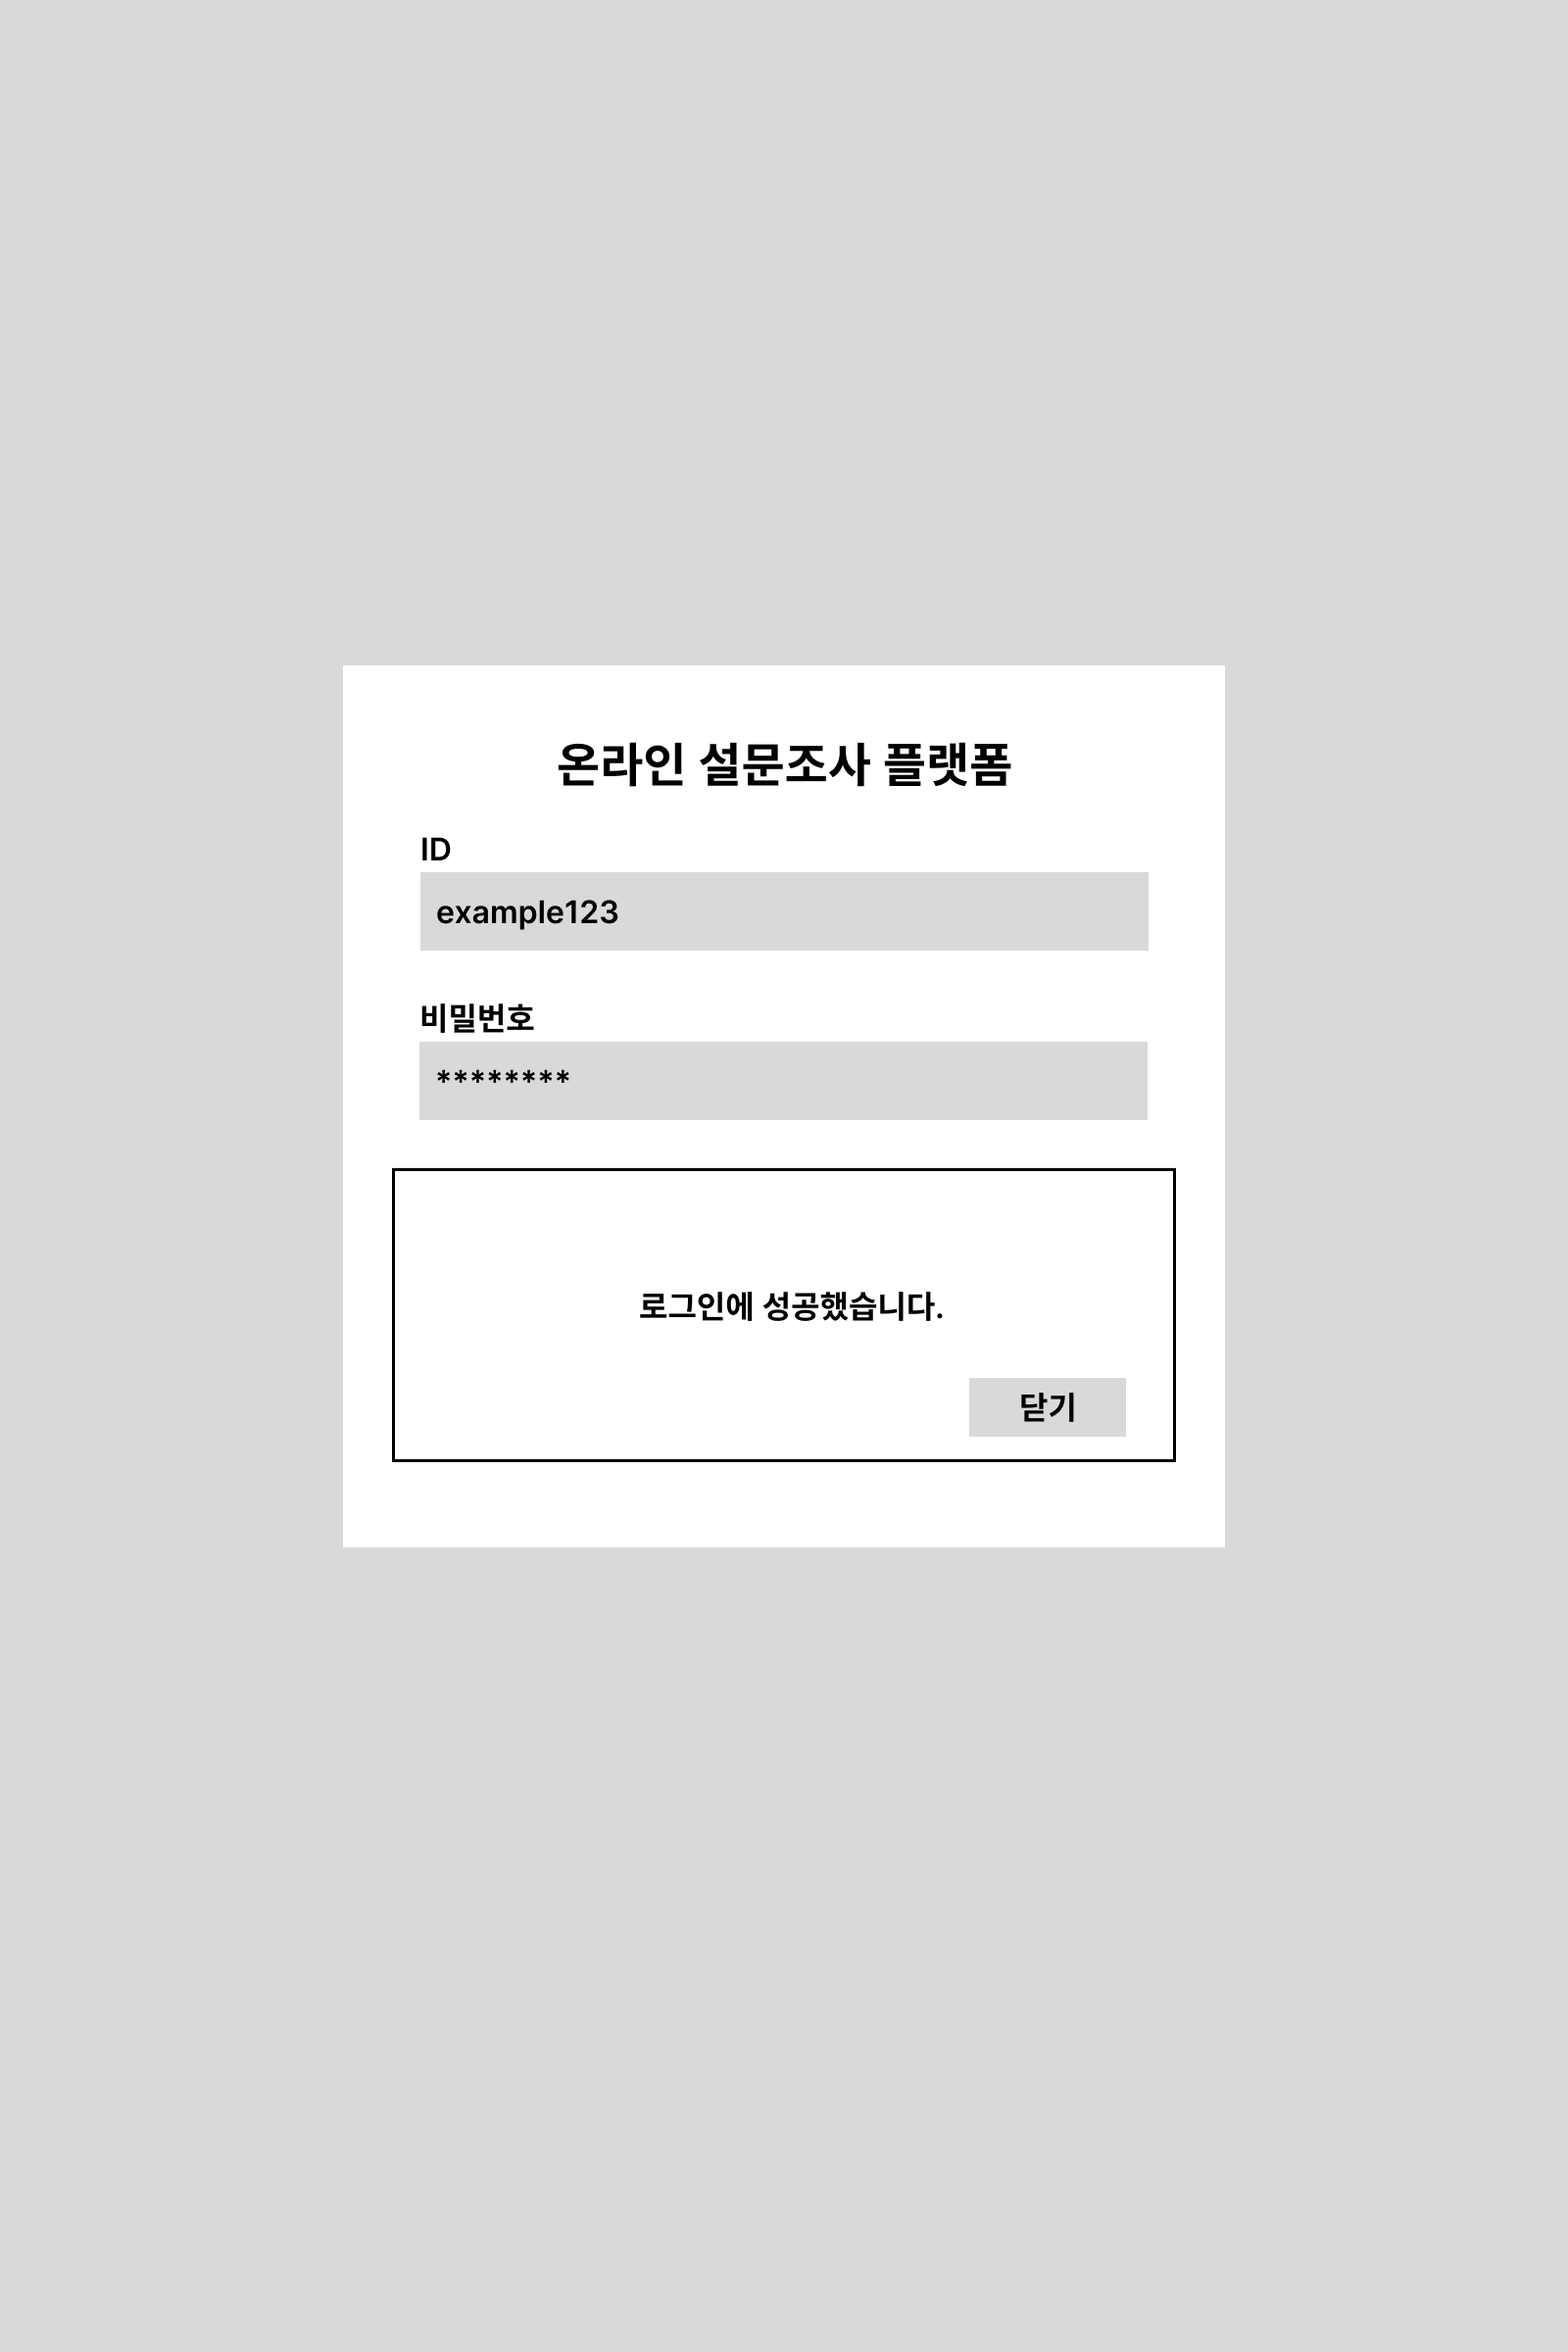 온라인 설문조사 플랫폼
ID
example123
비밀번호
********
로그인에 성공했습니다.
닫기